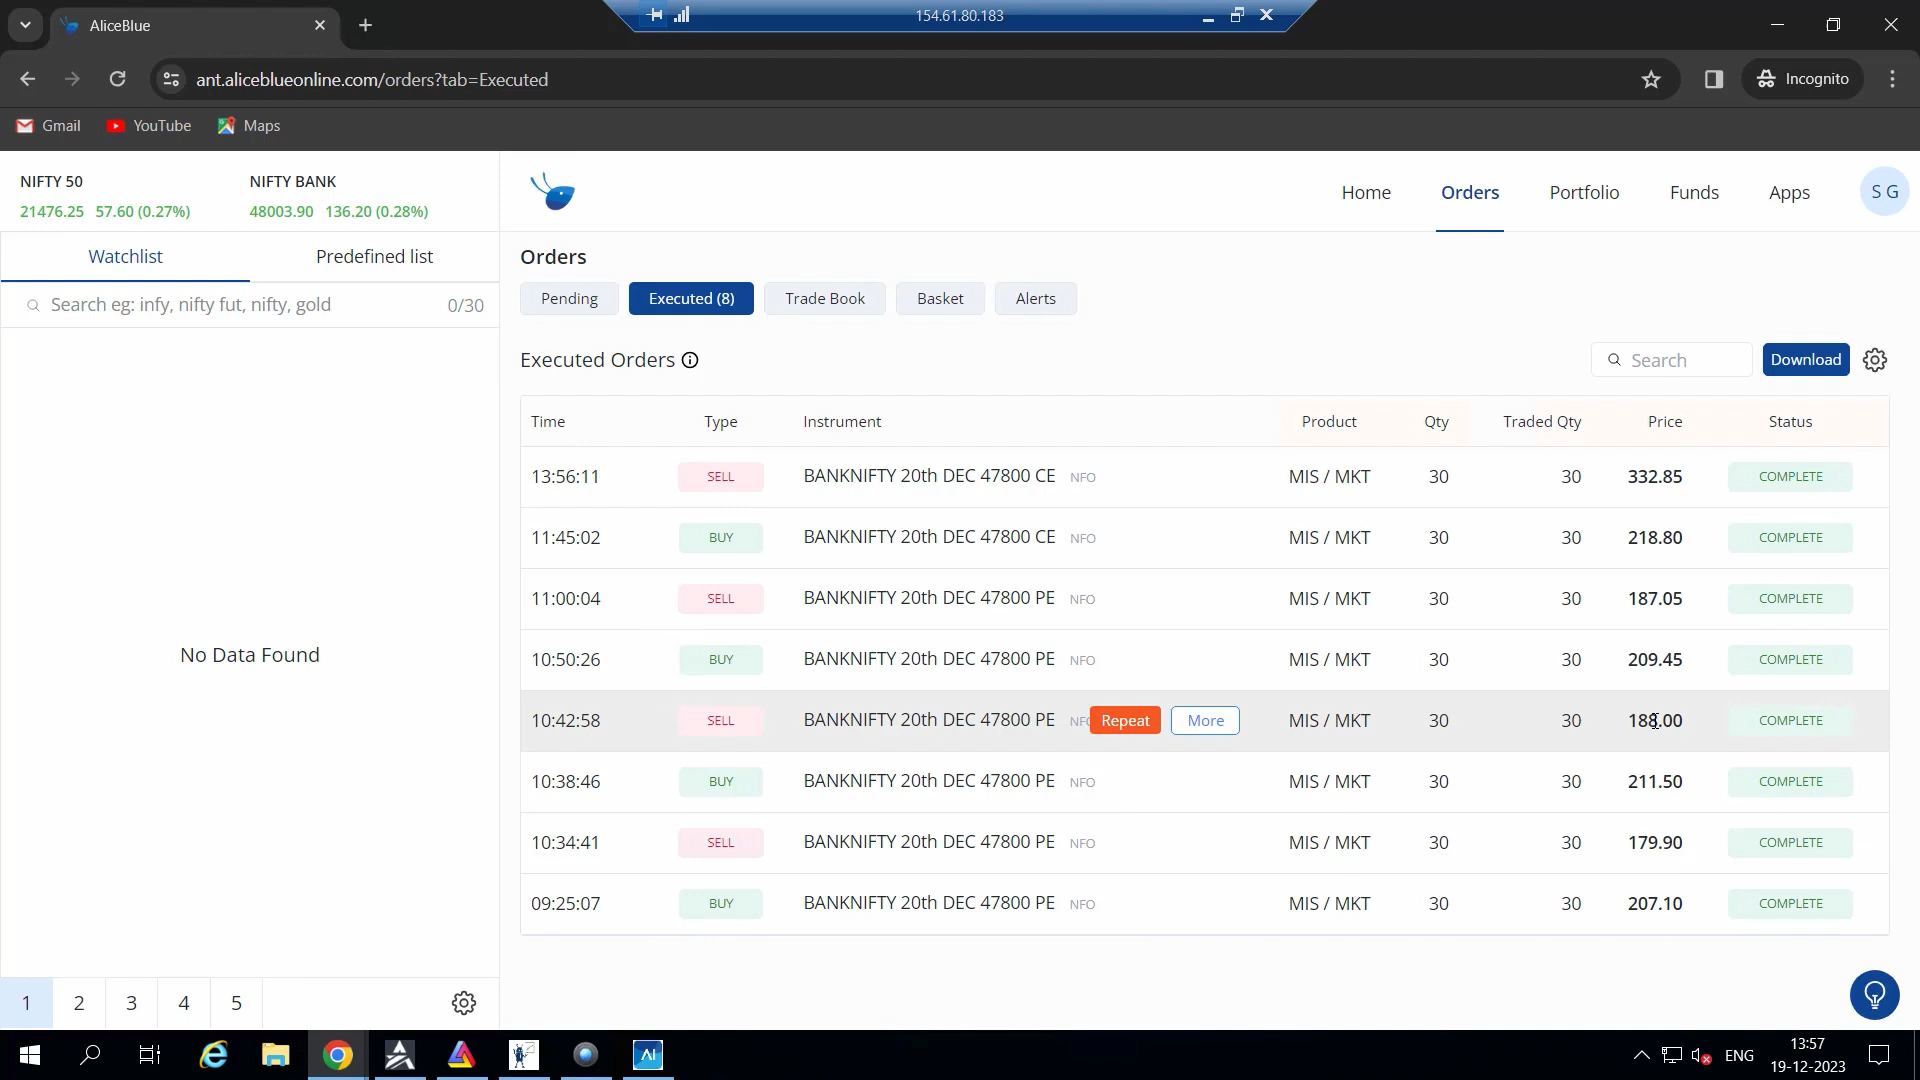 AliceBlue
154.61.80.183
ant.aliceblueonline.com/orders?tab=Executed
Incognito
Gmail
YouTube
Maps
NIFTY 50
21476.25 57.60 (0.27%)
NIFTY BANK
48003.90 136.20 (0.28%)
Home
Orders
Portfolio
Funds
Apps
S G
Watchlist
Predefined list
Search eg: infy, nifty fut, nifty, gold
0/30
No Data Found
1 2 3 4 5
Orders
Pending
Executed (8)
Trade Book
Basket
Alerts
Executed Orders
Search
Download
Time Type Instrument Product Qty Traded Qty Price Status
13:56:11 SELL BANKNIFTY 20th DEC 47800 CE NFO MIS / MKT 30 30 332.85 COMPLETE
11:45:02 BUY BANKNIFTY 20th DEC 47800 CE NFO MIS / MKT 30 30 218.80 COMPLETE
11:00:04 SELL BANKNIFTY 20th DEC 47800 PE NFO MIS / MKT 30 30 187.05 COMPLETE
10:50:26 BUY BANKNIFTY 20th DEC 47800 PE NFO MIS / MKT 30 30 209.45 COMPLETE
10:42:58 SELL BANKNIFTY 20th DEC 47800 PE Repeat More MIS / MKT 30 30 188.00 COMPLETE
10:38:46 BUY BANKNIFTY 20th DEC 47800 PE NFO MIS / MKT 30 30 211.50 COMPLETE
10:34:41 SELL BANKNIFTY 20th DEC 47800 PE NFO MIS / MKT 30 30 179.90 COMPLETE
09:25:07 BUY BANKNIFTY 20th DEC 47800 PE NFO MIS / MKT 30 30 207.10 COMPLETE
AI
ENG
13:57
19-12-2023